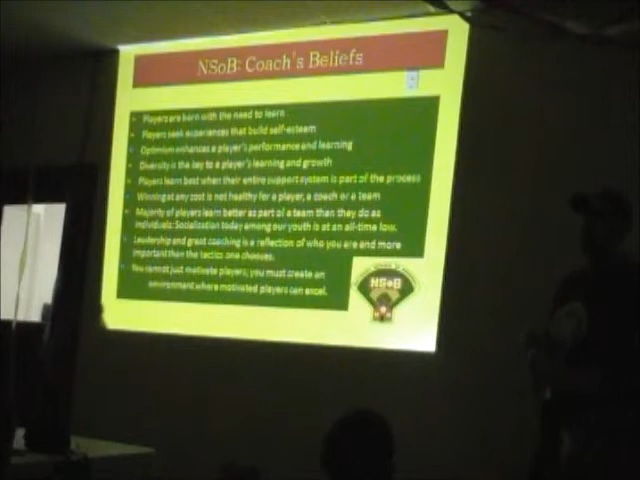 NSoB: Coach's Beliefs
Players are born with the need to learn
Players seek experiences that build self-esteem
Optimism enhances a player's performance and learning
Diversity is the key to a player's learning and growth
Players learn best when their entire support system is part of the process
Winning at any cost is not healthy for a player, a coach or a team
Majority of players learn better as part of a team than they do as
individuals: Socialization today among our youth is at an all-time low.
Leadership and great coaching is a reflection of who you are and more
important than the tactics one chooses.
You cannot just motivate players; you must create an
environment where motivated players can excel.
NSoB